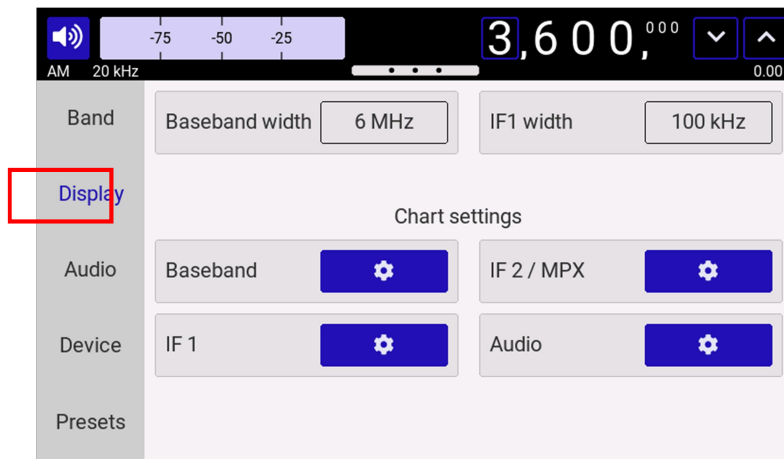 -75 -50 -25
3,600,000
AM 20 kHz 0.00
Band
Display
Audio
Device
Presets
Baseband width 6 MHz
IF1 width 100 kHz
Chart settings
Baseband
IF 2 / MPX
IF 1
Audio